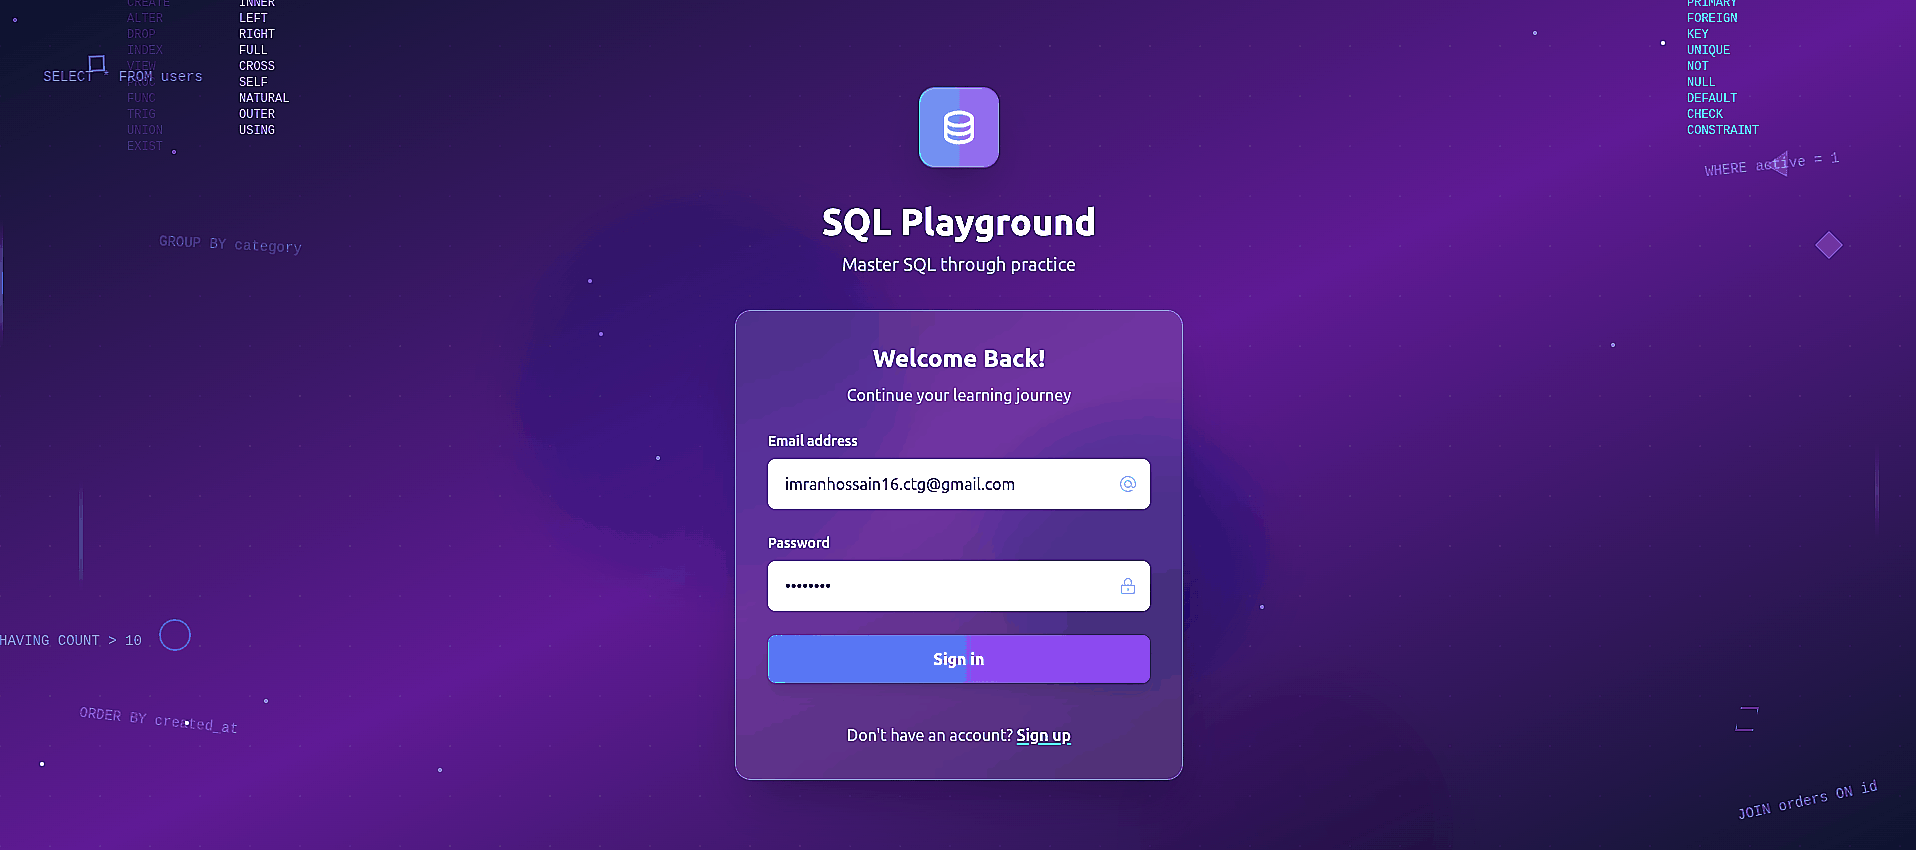 CREATE
ALTER
DROP
INDEX
VIEW
PROC
FUNC
TRIG
UNION
EXIST
INNER
LEFT
RIGHT
FULL
CROSS
SELF
NATURAL
OUTER
USING
PRIMARY
FOREIGN
KEY
UNIQUE
NOT
NULL
DEFAULT
CHECK
CONSTRAINT
SELECT * FROM users
WHERE active = 1
GROUP BY category
SQL Playground
Master SQL through practice
Welcome Back!
Continue your learning journey
Email address
imranhossain16.ctg@gmail.com
Password
••••••••
Sign in
Don't have an account? Sign up
HAVING COUNT > 10
ORDER BY created_at
JOIN orders ON id